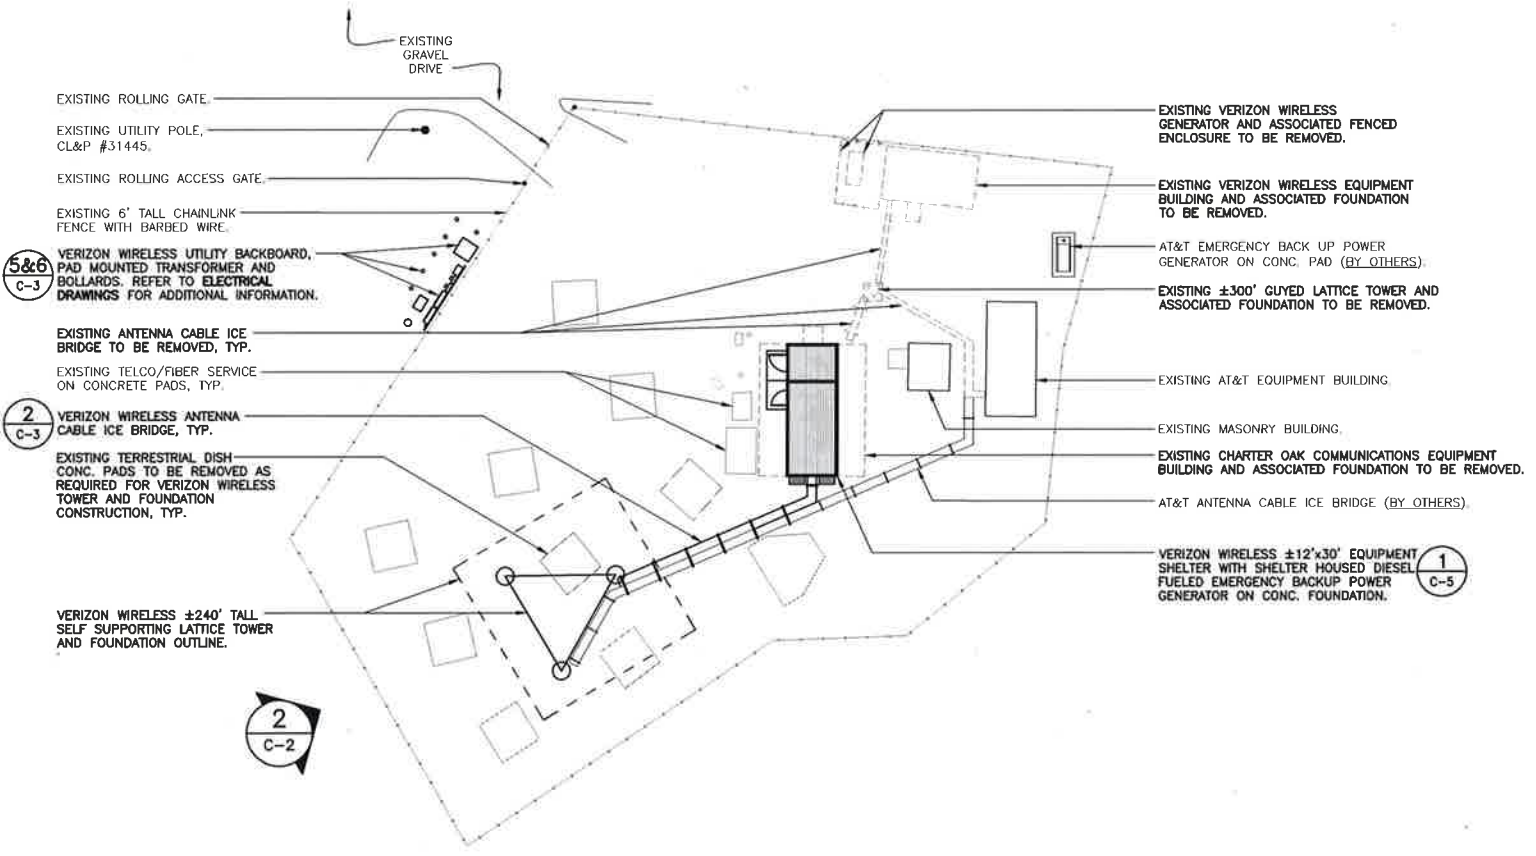 EXISTING
GRAVEL
DRIVE
EXISTING ROLLING GATE.
EXISTING UTILITY POLE,
CL&P #31445.
EXISTING ROLLING ACCESS GATE.
EXISTING 6' TALL CHAINLINK
FENCE WITH BARBED WIRE.
5&6
C-3
VERIZON WIRELESS UTILITY BACKBOARD,
PAD MOUNTED TRANSFORMER AND
BOLLARDS. REFER TO ELECTRICAL
DRAWINGS FOR ADDITIONAL INFORMATION.
EXISTING ANTENNA CABLE ICE
BRIDGE TO BE REMOVED, TYP.
EXISTING TELCO/FIBER SERVICE
ON CONCRETE PADS, TYP.
2
C-3
VERIZON WIRELESS ANTENNA
CABLE ICE BRIDGE, TYP.
EXISTING TERRESTRIAL DISH
CONC. PADS TO BE REMOVED AS
REQUIRED FOR VERIZON WIRELESS
TOWER AND FOUNDATION
CONSTRUCTION, TYP.
VERIZON WIRELESS ±240' TALL
SELF SUPPORTING LATTICE TOWER
AND FOUNDATION OUTLINE.
2
C-2
EXISTING VERIZON WIRELESS
GENERATOR AND ASSOCIATED FENCED
ENCLOSURE TO BE REMOVED.
EXISTING VERIZON WIRELESS EQUIPMENT
BUILDING AND ASSOCIATED FOUNDATION
TO BE REMOVED.
AT&T EMERGENCY BACK UP POWER
GENERATOR ON CONC. PAD (BY OTHERS).
EXISTING ±300' GUYED LATTICE TOWER AND
ASSOCIATED FOUNDATION TO BE REMOVED.
EXISTING AT&T EQUIPMENT BUILDING.
EXISTING MASONRY BUILDING.
EXISTING CHARTER OAK COMMUNICATIONS EQUIPMENT
BUILDING AND ASSOCIATED FOUNDATION TO BE REMOVED.
AT&T ANTENNA CABLE ICE BRIDGE (BY OTHERS).
VERIZON WIRELESS ±12'x30' EQUIPMENT
SHELTER WITH SHELTER HOUSED DIESEL
FUELED EMERGENCY BACKUP POWER
GENERATOR ON CONC. FOUNDATION.
1
C-5